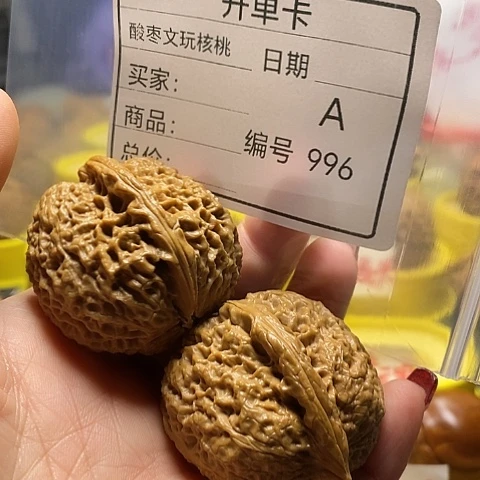 开单卡
酸枣文玩核桃 日期
买家：
A
商品：
编号 996
总价：